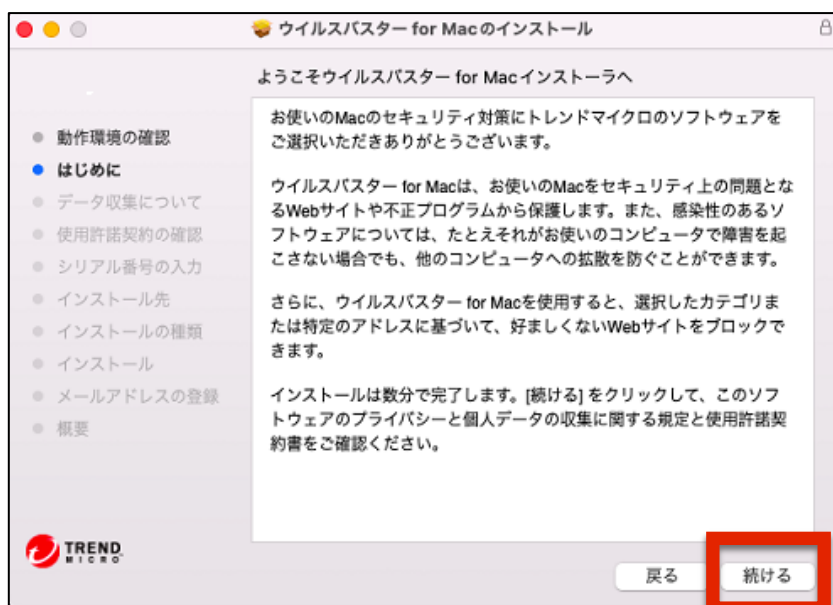 ウイルスバスター for Macのインストール
ようこそウイルスバスター for Macインストーラへ
動作環境の確認
はじめに
データ収集について
使用許諾契約の確認
シリアル番号の入力
インストール先
インストールの種類
インストール
メールアドレスの登録
概要
お使いのMacのセキュリティ対策にトレンドマイクロのソフトウェアを
ご選択いただきありがとうございます。
ウイルスバスター for Macは、お使いのMacをセキュリティ上の問題とな
るWebサイトや不正プログラムから保護します。また、感染性のあるソ
フトウェアについては、たとえそれがお使いのコンピュータで障害を起
こさない場合でも、他のコンピュータへの拡散を防ぐことができます。
さらに、ウイルスバスター for Macを使用すると、選択したカテゴリま
たは特定のアドレスに基づいて、好ましくないWebサイトをブロックで
きます。
インストールは数分で完了します。[続ける] をクリックして、このソフ
トウェアのプライバシーと個人データの収集に関する規定と使用許諾契
約書をご確認ください。
TREND
MICRO
戻る
続ける